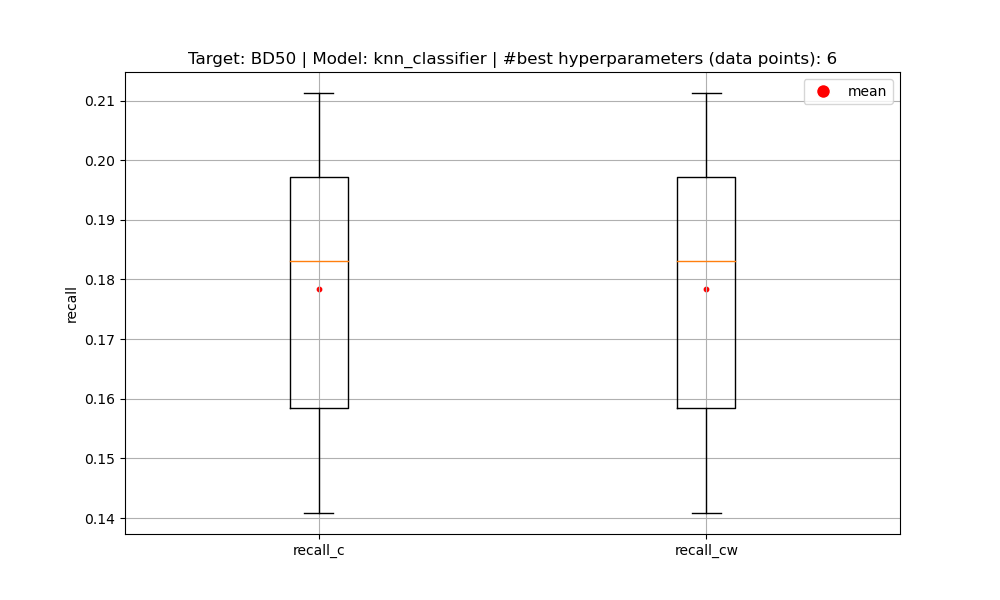 Target: BD50 | Model: knn_classifier | #best hyperparameters (data points): 6
mean
0.21
0.20
0.19
0.18
0.17
0.16
0.15
0.14
recall
recall_c
recall_cw